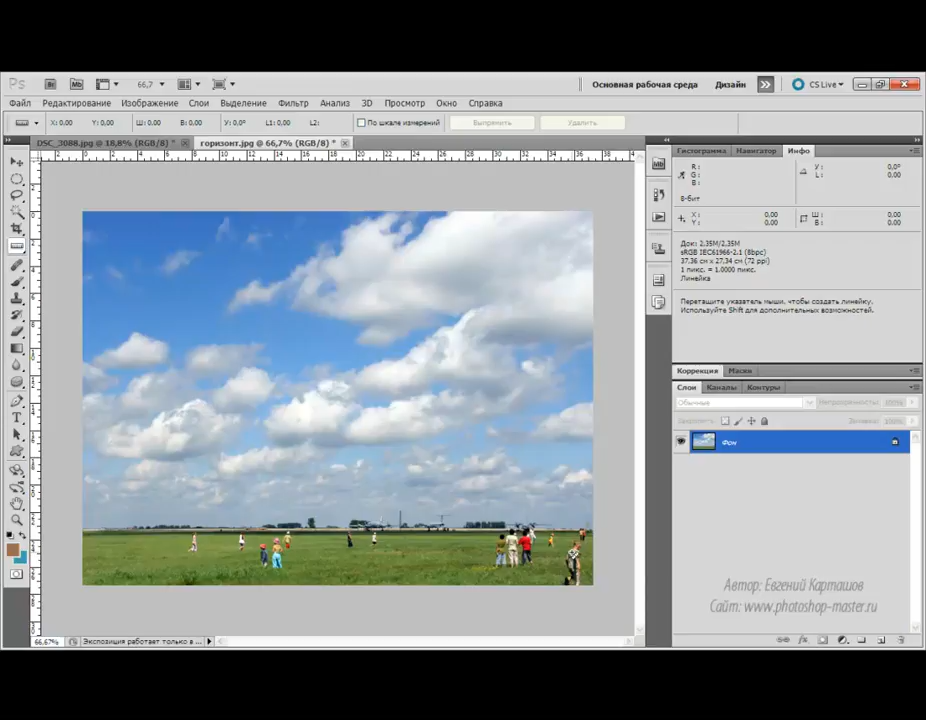 Ps Br Mb 66,7 Основная рабочая среда Дизайн CS Live
Файл Редактирование Изображение Слои Выделение Фильтр Анализ 3D Просмотр Окно Справка
X: 0,00 Y: 0,00 Ш: 0,00 В: 0,00 У: 0,0° L1: 0,00 L2: По шкале измерений Выпрямить Удалить
DSC_3088.jpg @ 18,8% (RGB/8) * горизонт.jpg @ 66,7% (RGB/8) *
Гистограмма Навигатор Инфо
R: У: 0,0°
G: L: 0.00
B:
8-бит
X: 0.00 Ш: 0.00
Y: 0.00 В: 0.00
Док: 2,35M/2,35M
sRGB IEC61966-2.1 (8bpc)
37,36 см x 27,34 см (72 ppi)
1 пикс. = 1.0000 пикс.
Линейка
Перетащите указатель мыши, чтобы создать линейку.
Используйте Shift для дополнительных возможностей.
Коррекция Маски
Слои Каналы Контуры
Обычные Непрозрачность: 100%
Закрепить: Заливка: 100%
Фон
Автор: Евгений Карташов
Сайт: www.photoshop-master.ru
66,67% Экспозиция работает только в ...